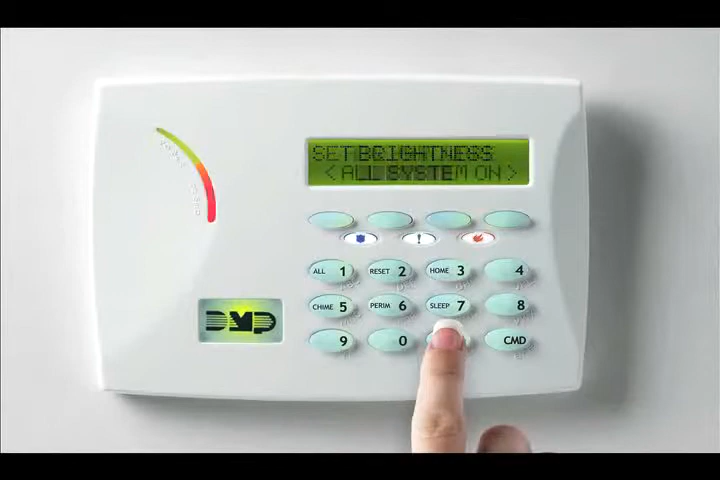 SET BRIGHTNESS
< ALL SYSTEM ON >
ALL 1 RESET 2 HOME 3 4
!
CHIME 5 PERIM 6 SLEEP 7 8
9 0 CMD
DMP